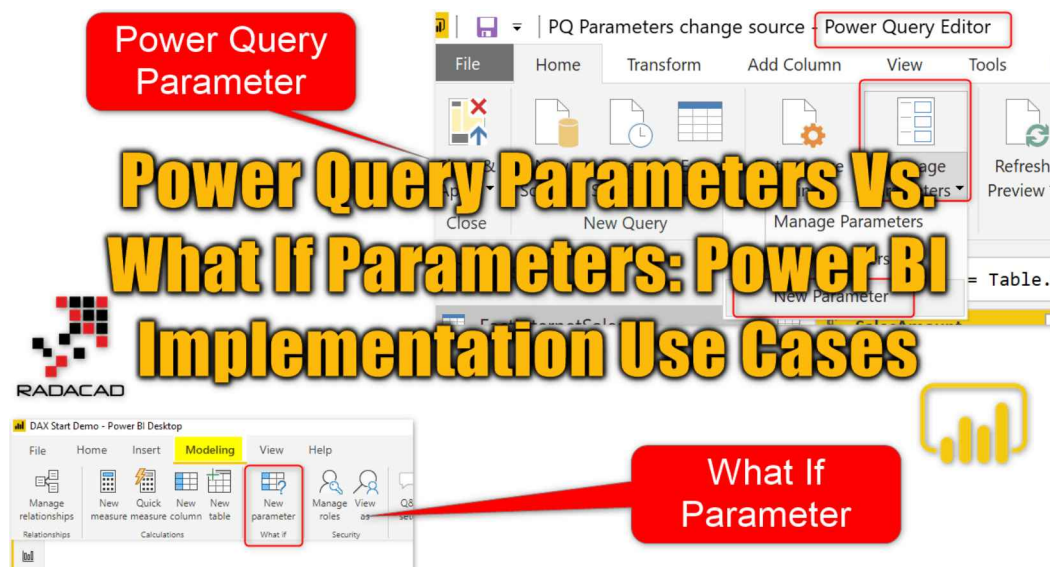 Power Query
Parameter
PQ Parameters change source - Power Query Editor
File Home Transform Add Column View Tools
Refresh
Preview
Close New Query Manage Parameters
New Parameter
= Table.
Power Query Parameters Vs.
What If Parameters: Power BI
Implementation Use Cases
RADACAD
DAX Start Demo - Power BI Desktop
File Home Insert Modeling View Help
Manage relationships
New measure
Quick measure
New column
New table
New parameter
Manage roles
View as
Relationships Calculations What if Security
What If
Parameter